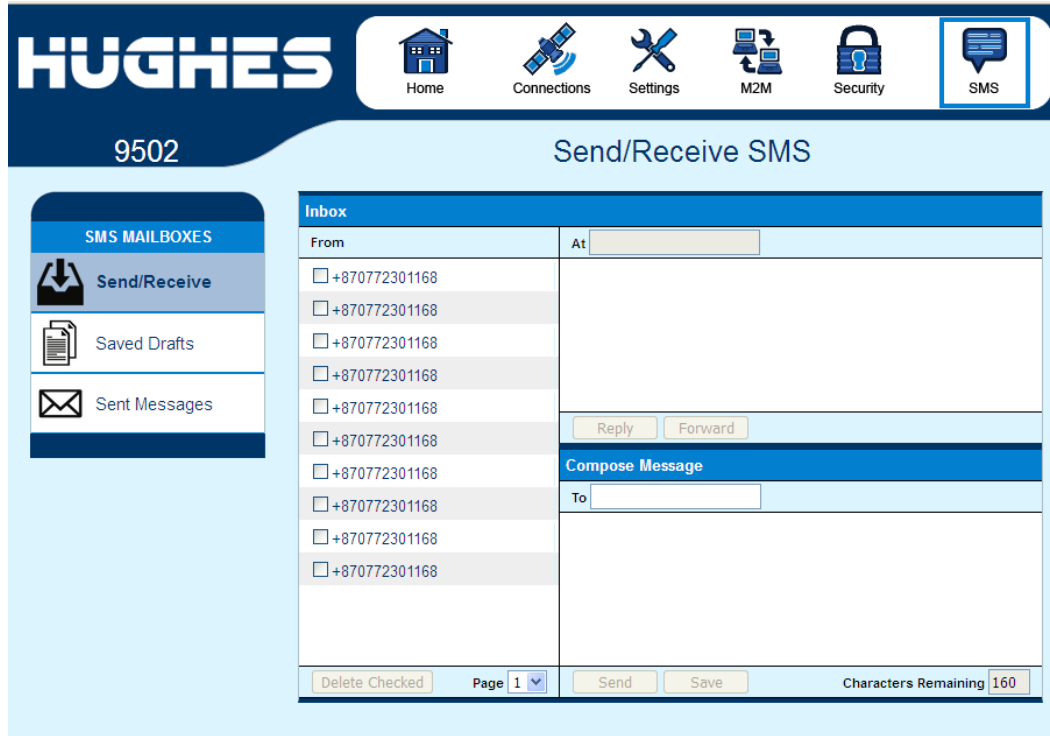 HUGHES
Home
Connections
Settings
M2M
Security
SMS
9502
Send/Receive SMS
SMS MAILBOXES
Send/Receive
Saved Drafts
Sent Messages
Inbox
From
+870772301168
+870772301168
+870772301168
+870772301168
+870772301168
+870772301168
+870772301168
+870772301168
+870772301168
+870772301168
Delete Checked Page 1
At
Reply Forward
Compose Message
To
Send Save Characters Remaining 160